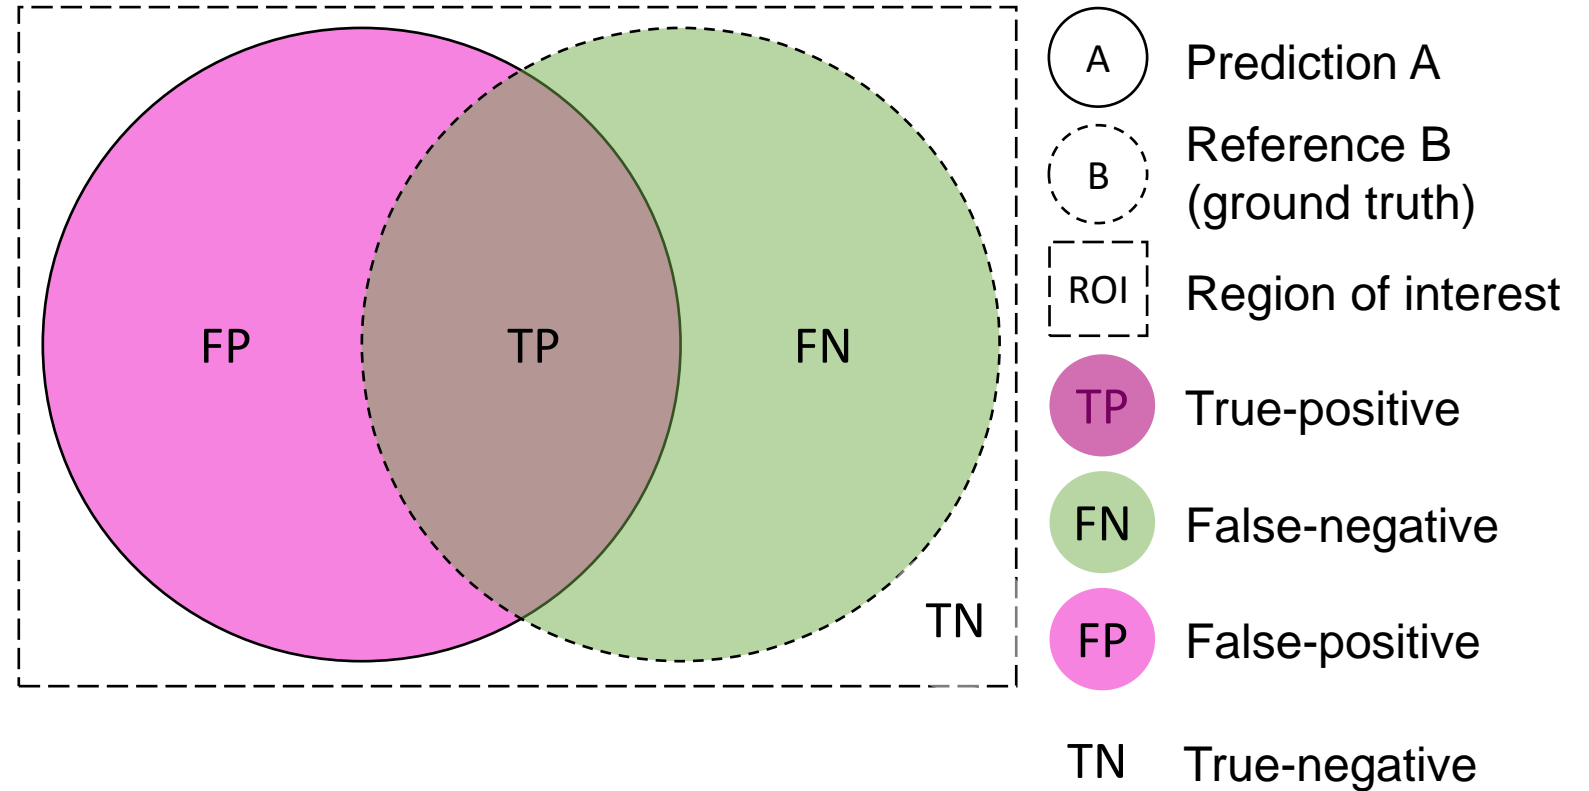 FP
TP
FN
TN
A Prediction A
B Reference B
(ground truth)
ROI Region of interest
TP True-positive
FN False-negative
FP False-positive
TN True-negative